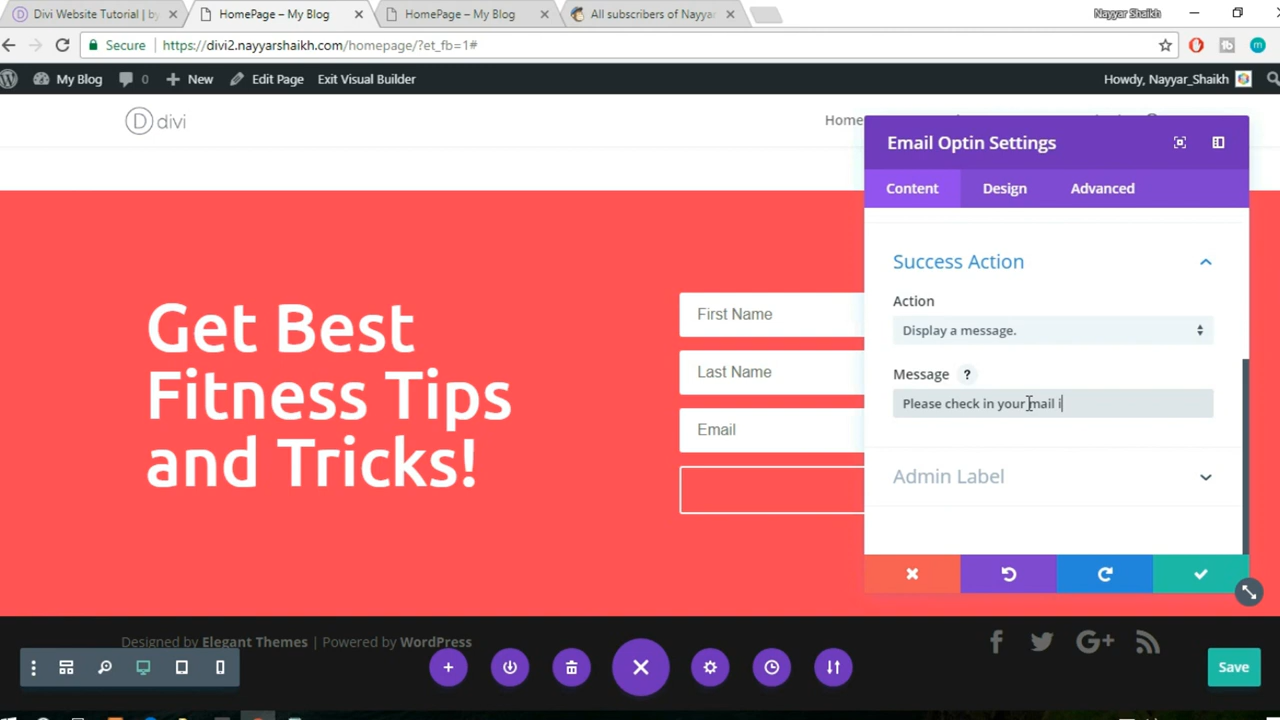 Divi Website Tutorial | by
HomePage – My Blog
HomePage – My Blog
All subscribers of Nayya
Nayyar Shaikh
Secure
https://divi2.nayyarshaikh.com/homepage/?et_fb=1#
My Blog
0
New
Edit Page
Exit Visual Builder
Howdy, Nayyar_Shaikh
D divi
Home
Email Optin Settings
Content
Design
Advanced
Success Action
Action
Display a message.
Message ?
Please check in your mail i
Admin Label
Get Best
Fitness Tips
and Tricks!
First Name
Last Name
Email
Designed by Elegant Themes | Powered by WordPress
Save